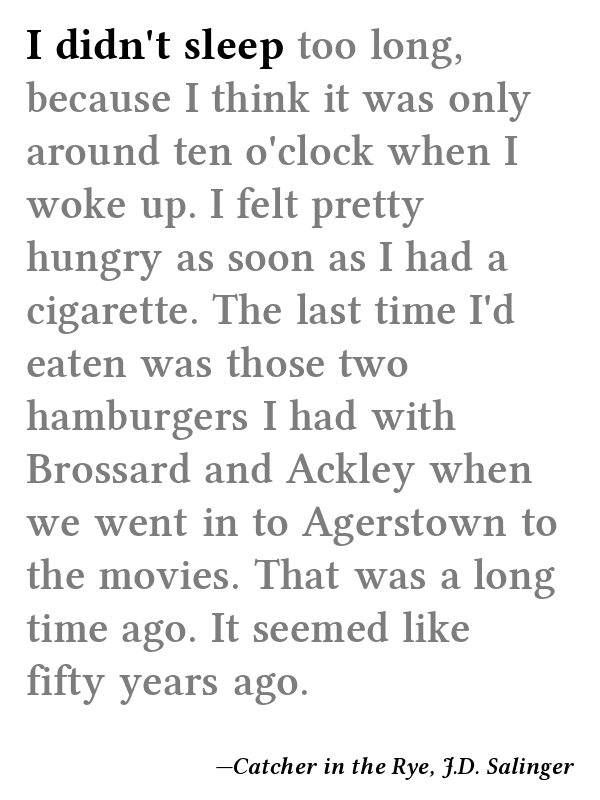 I didn't sleep too long,
because I think it was only
around ten o'clock when I
woke up. I felt pretty
hungry as soon as I had a
cigarette. The last time I'd
eaten was those two
hamburgers I had with
Brossard and Ackley when
we went in to Agerstown to
the movies. That was a long
time ago. It seemed like
fifty years ago.
—Catcher in the Rye, J.D. Salinger